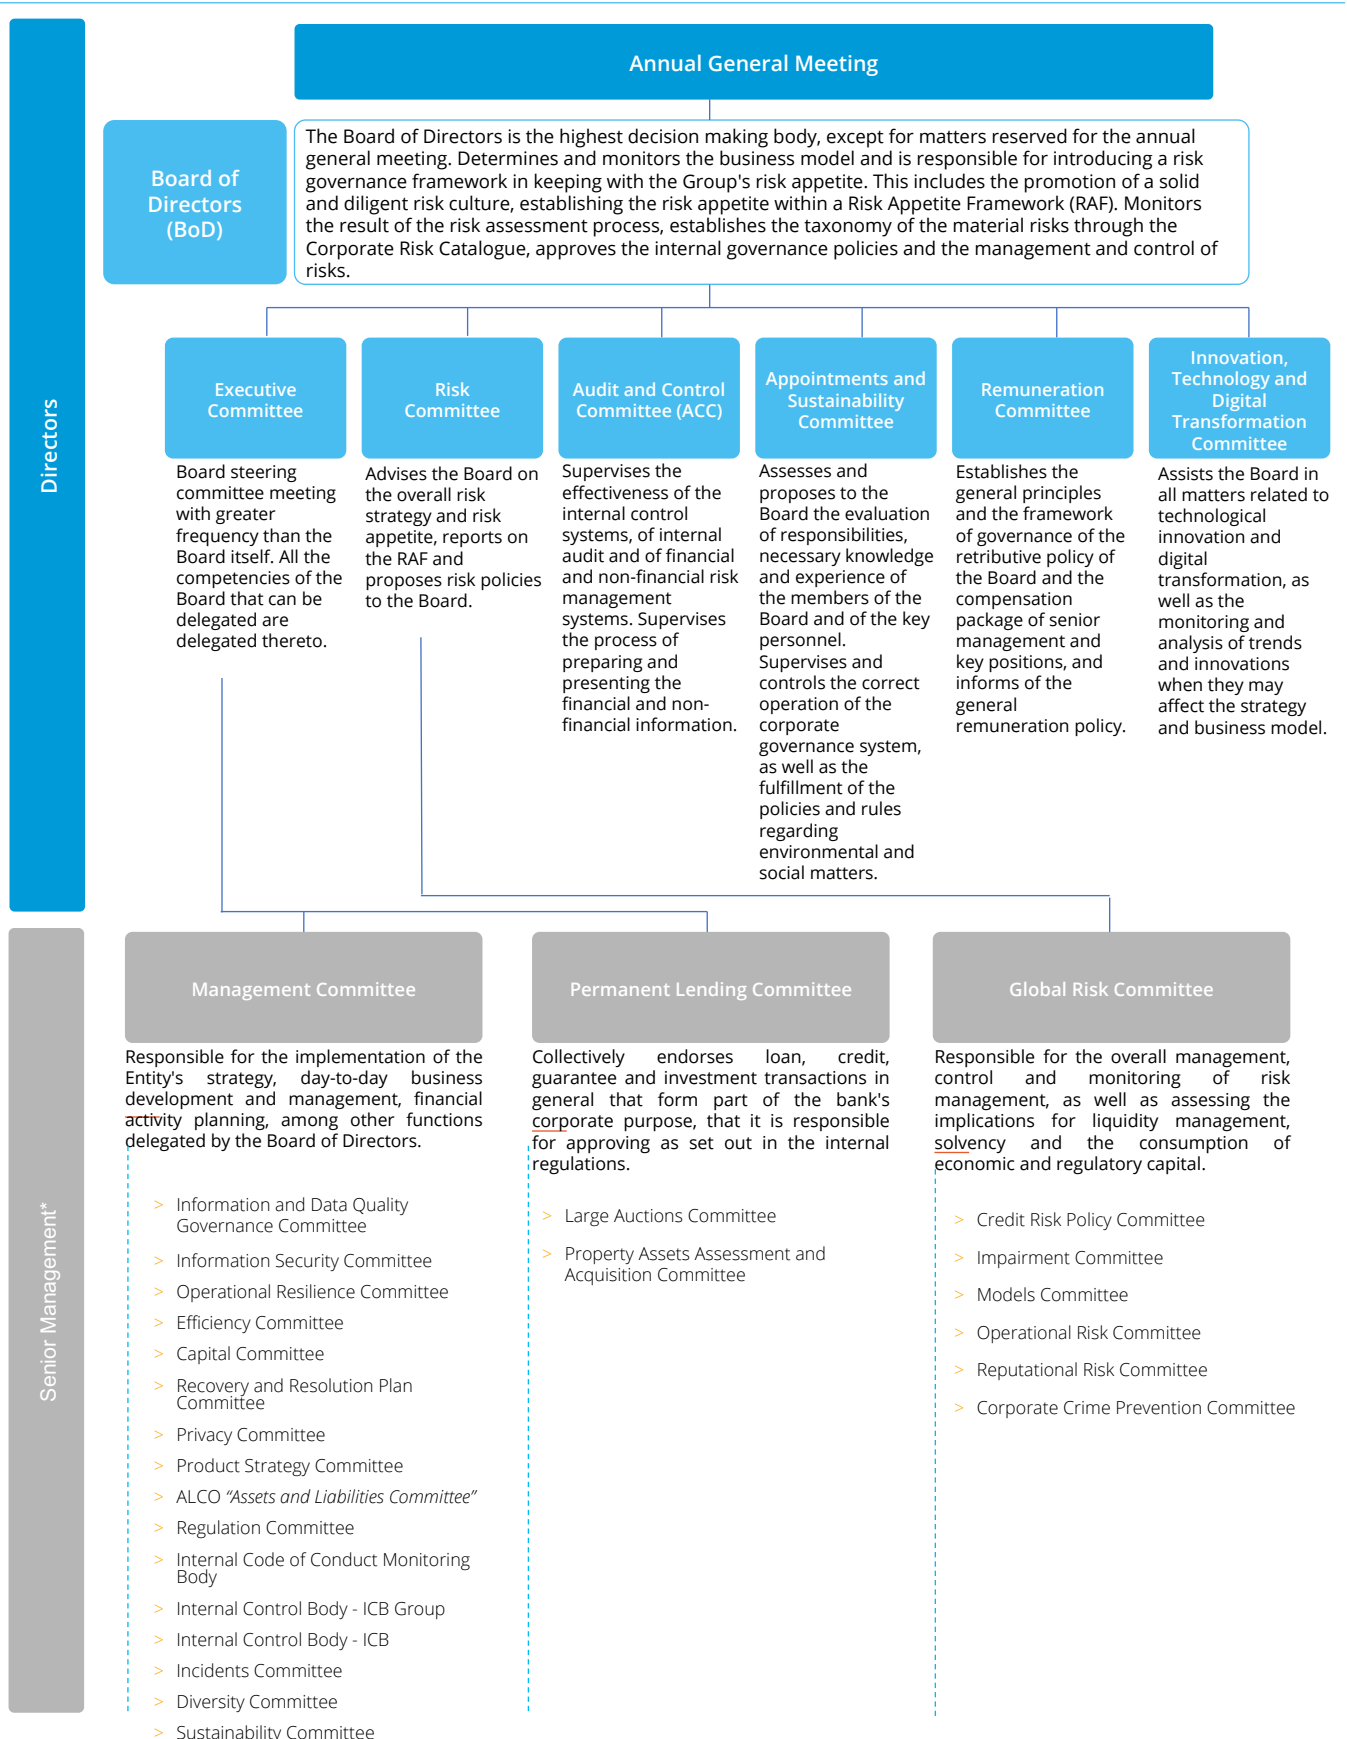 Annual General Meeting
Board of
Directors
(BoD)
The Board of Directors is the highest decision making body, except for matters reserved for the annual
general meeting. Determines and monitors the business model and is responsible for introducing a risk
governance framework in keeping with the Group's risk appetite. This includes the promotion of a solid
and diligent risk culture, establishing the risk appetite within a Risk Appetite Framework (RAF). Monitors
the result of the risk assessment process, establishes the taxonomy of the material risks through the
Corporate Risk Catalogue, approves the internal governance policies and the management and control of
risks.
Directors
Executive
Committee
Board steering
committee meeting
with greater
frequency than the
Board itself. All the
competencies of the
Board that can be
delegated are
delegated thereto.
Risk
Committee
Advises the Board on
the overall risk
strategy and risk
appetite, reports on
the RAF and
proposes risk policies
to the Board.
Audit and Control
Committee (ACC)
Supervises the
effectiveness of the
internal control
systems, of internal
audit and of financial
and non-financial risk
management
systems. Supervises
the process of
preparing and
presenting the
financial and non-
financial information.
Appointments and
Sustainability
Committee
Assesses and
proposes to the
Board the evaluation
of responsibilities,
necessary knowledge
and experience of
the members of the
Board and of the key
personnel.
Supervises and
controls the correct
operation of the
corporate
governance system,
as well as the
fulfillment of the
policies and rules
regarding
environmental and
social matters.
Remuneration
Committee
Establishes the
general principles
and the framework
of governance of the
retributive policy of
the Board and the
compensation
package of senior
management and
key positions, and
informs of the
general
remuneration policy.
Innovation,
Technology and
Digital
Transformation
Committee
Assists the Board in
all matters related to
technological
innovation and
digital
transformation, as
well as the
monitoring and
analysis of trends
and innovations
when they may
affect the strategy
and business model.
Senior Management*
Management Committee
Responsible for the implementation of the
Entity's strategy, day-to-day business
development and management, financial
activity planning, among other functions
delegated by the Board of Directors.
> Information and Data Quality
Governance Committee
> Information Security Committee
> Operational Resilience Committee
> Efficiency Committee
> Capital Committee
> Recovery and Resolution Plan
Committee
> Privacy Committee
> Product Strategy Committee
> ALCO “Assets and Liabilities Committee”
> Regulation Committee
> Internal Code of Conduct Monitoring
Body
> Internal Control Body - ICB Group
> Internal Control Body - ICB
> Incidents Committee
> Diversity Committee
> Sustainability Committee
Permanent Lending Committee
Collectively endorses loan, credit,
guarantee and investment transactions in
general that form part of the bank's
corporate purpose, that it is responsible
for approving as set out in the internal
regulations.
> Large Auctions Committee
> Property Assets Assessment and
Acquisition Committee
Global Risk Committee
Responsible for the overall management,
control and monitoring of risk
management, as well as assessing the
implications for liquidity management,
solvency and the consumption of
economic and regulatory capital.
> Credit Risk Policy Committee
> Impairment Committee
> Models Committee
> Operational Risk Committee
> Reputational Risk Committee
> Corporate Crime Prevention Committee